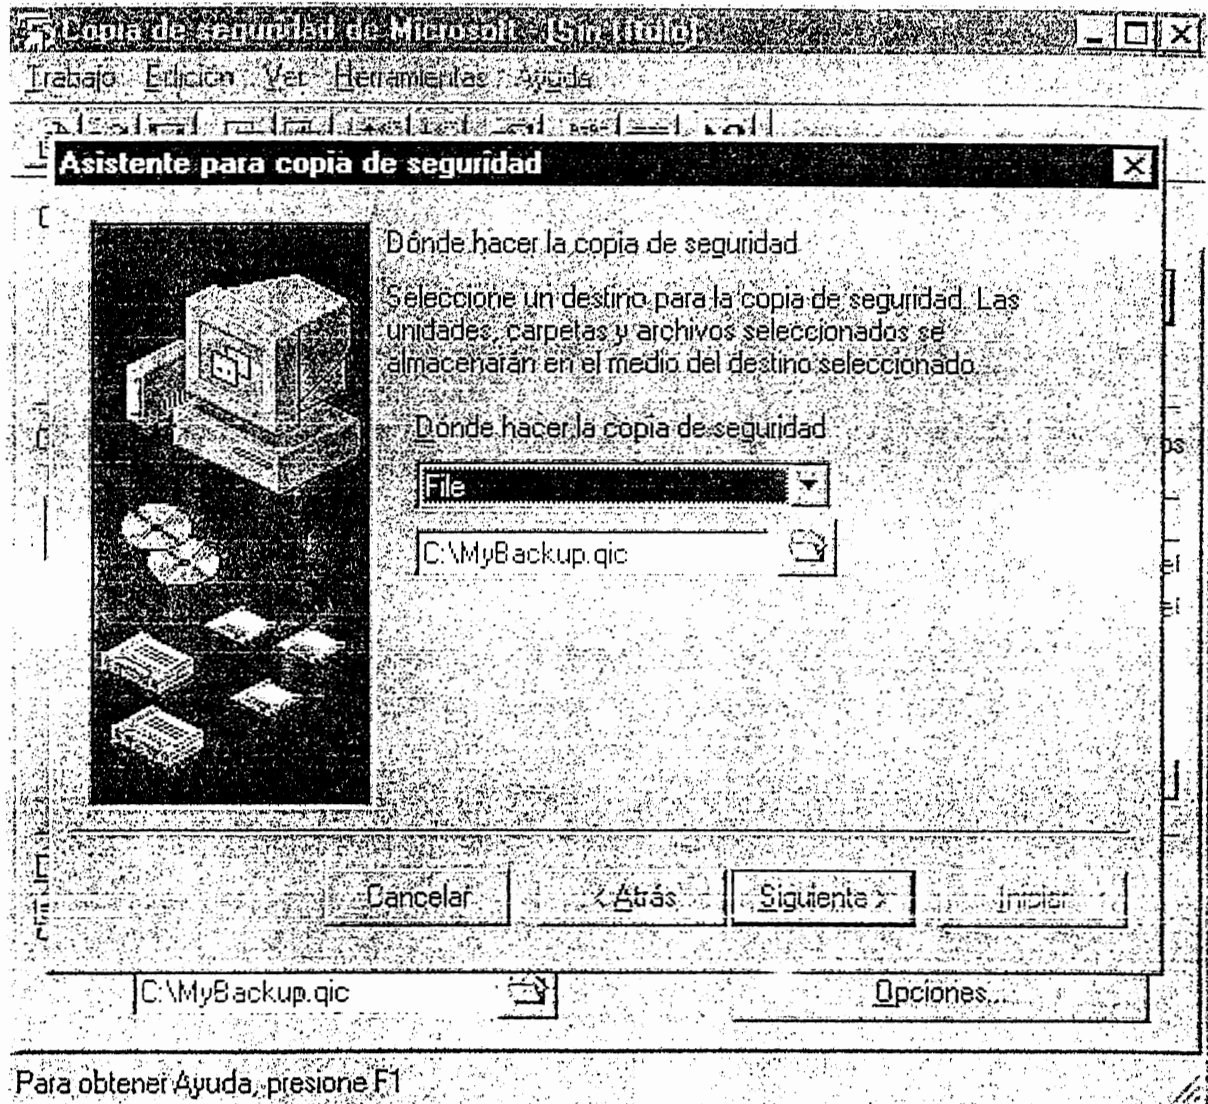 Copia de seguridad de Microsoft - [Sin título]
Trabajo Edición Ver Herramientas Ayuda
Asistente para copia de seguridad
Dónde hacer la copia de seguridad
Seleccione un destino para la copia de seguridad. Las
unidades, carpetas y archivos seleccionados se
almacenarán en el medio del destino seleccionado
Dónde hacer la copia de seguridad
File
C:\MyBackup.qic
Cancelar < Atrás Siguiente > Iniciar
C:\MyBackup.qic Opciones...
Para obtener Ayuda, presione F1